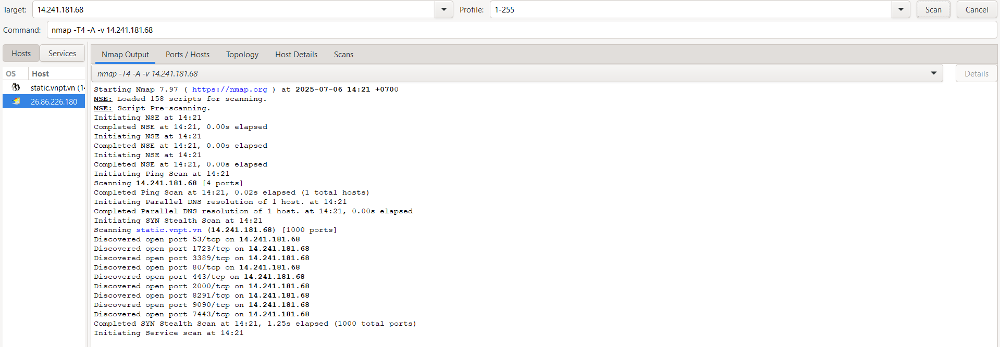 Target: 14.241.181.68 Profile: 1-255 Scan Cancel
Command: nmap -T4 -A -v 14.241.181.68
Hosts Services
Nmap Output Ports / Hosts Topology Host Details Scans
OS Host
static.vnpt.vn (14
26.86.226.180
nmap -T4 -A -v 14.241.181.68 Details
Starting Nmap 7.97 ( https://nmap.org ) at 2025-07-06 14:21 +0700
NSE: Loaded 158 scripts for scanning.
NSE: Script Pre-scanning.
Initiating NSE at 14:21
Completed NSE at 14:21, 0.00s elapsed
Initiating NSE at 14:21
Completed NSE at 14:21, 0.00s elapsed
Initiating NSE at 14:21
Completed NSE at 14:21, 0.00s elapsed
Initiating Ping Scan at 14:21
Scanning 14.241.181.68 [4 ports]
Completed Ping Scan at 14:21, 0.02s elapsed (1 total hosts)
Initiating Parallel DNS resolution of 1 host. at 14:21
Completed Parallel DNS resolution of 1 host. at 14:21, 0.00s elapsed
Initiating SYN Stealth Scan at 14:21
Scanning static.vnpt.vn (14.241.181.68) [1000 ports]
Discovered open port 53/tcp on 14.241.181.68
Discovered open port 1723/tcp on 14.241.181.68
Discovered open port 3389/tcp on 14.241.181.68
Discovered open port 80/tcp on 14.241.181.68
Discovered open port 443/tcp on 14.241.181.68
Discovered open port 2000/tcp on 14.241.181.68
Discovered open port 8291/tcp on 14.241.181.68
Discovered open port 9090/tcp on 14.241.181.68
Discovered open port 7443/tcp on 14.241.181.68
Completed SYN Stealth Scan at 14:21, 1.25s elapsed (1000 total ports)
Initiating Service scan at 14:21